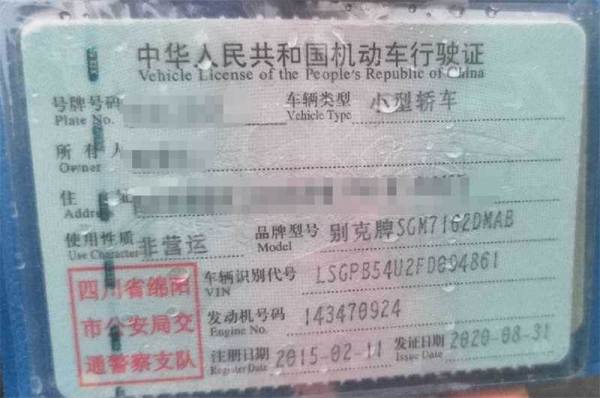 中华人民共和国机动车行驶证
Vehicle License of the People's Republic of China
号牌号码 车辆类型 小型轿车
Plate No. Vehicle Type
所有人
Owner
住址
Address
使用性质 非营运 品牌型号 别克牌SGM7162DMAB
Use Character Model
车辆识别代号 LSGPB54U2FD094861
VIN
发动机号码 143470924
Engine No.
注册日期 2015-02-11 发证日期 2020-08-31
Register Date Issue Date
四川省绵阳
市公安局交
通警察支队